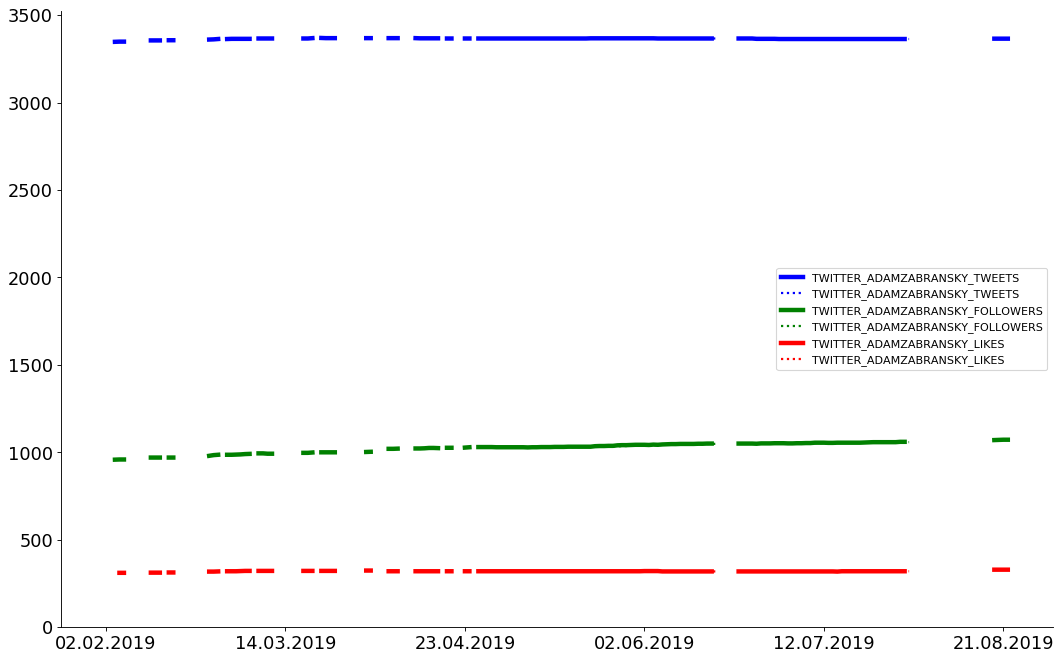 3500
3000
2500
2000
1500
1000
500
0
TWITTER_ADAMZABRANSKY_TWEETS
TWITTER_ADAMZABRANSKY_TWEETS
TWITTER_ADAMZABRANSKY_FOLLOWERS
TWITTER_ADAMZABRANSKY_FOLLOWERS
TWITTER_ADAMZABRANSKY_LIKES
TWITTER_ADAMZABRANSKY_LIKES
02.02.2019 14.03.2019 23.04.2019 02.06.2019 12.07.2019 21.08.2019